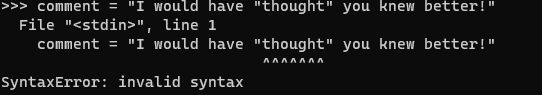 >>> comment = "I would have "thought" you knew better!"
  File "<stdin>", line 1
    comment = "I would have "thought" you knew better!"
                             ^^^^^^^
SyntaxError: invalid syntax